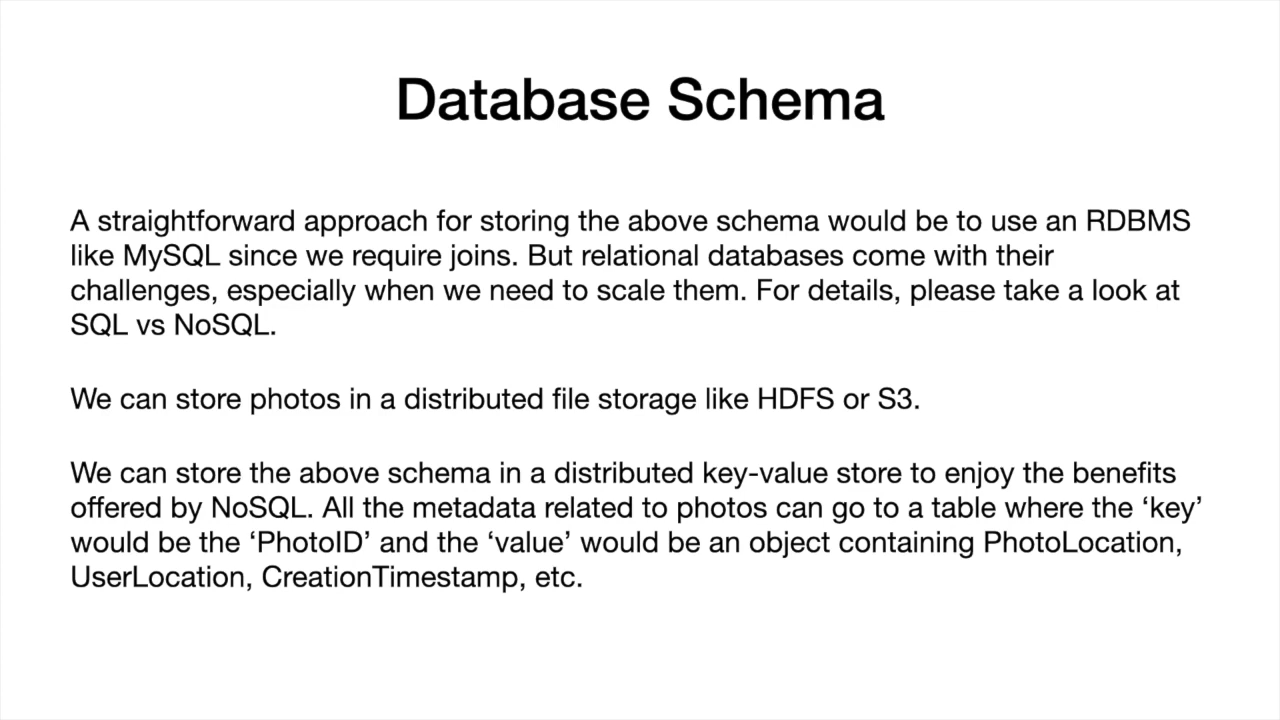 Database Schema
A straightforward approach for storing the above schema would be to use an RDBMS
like MySQL since we require joins. But relational databases come with their
challenges, especially when we need to scale them. For details, please take a look at
SQL vs NoSQL.
We can store photos in a distributed file storage like HDFS or S3.
We can store the above schema in a distributed key-value store to enjoy the benefits
offered by NoSQL. All the metadata related to photos can go to a table where the ‘key’
would be the ‘PhotoID’ and the ‘value’ would be an object containing PhotoLocation,
UserLocation, CreationTimestamp, etc.